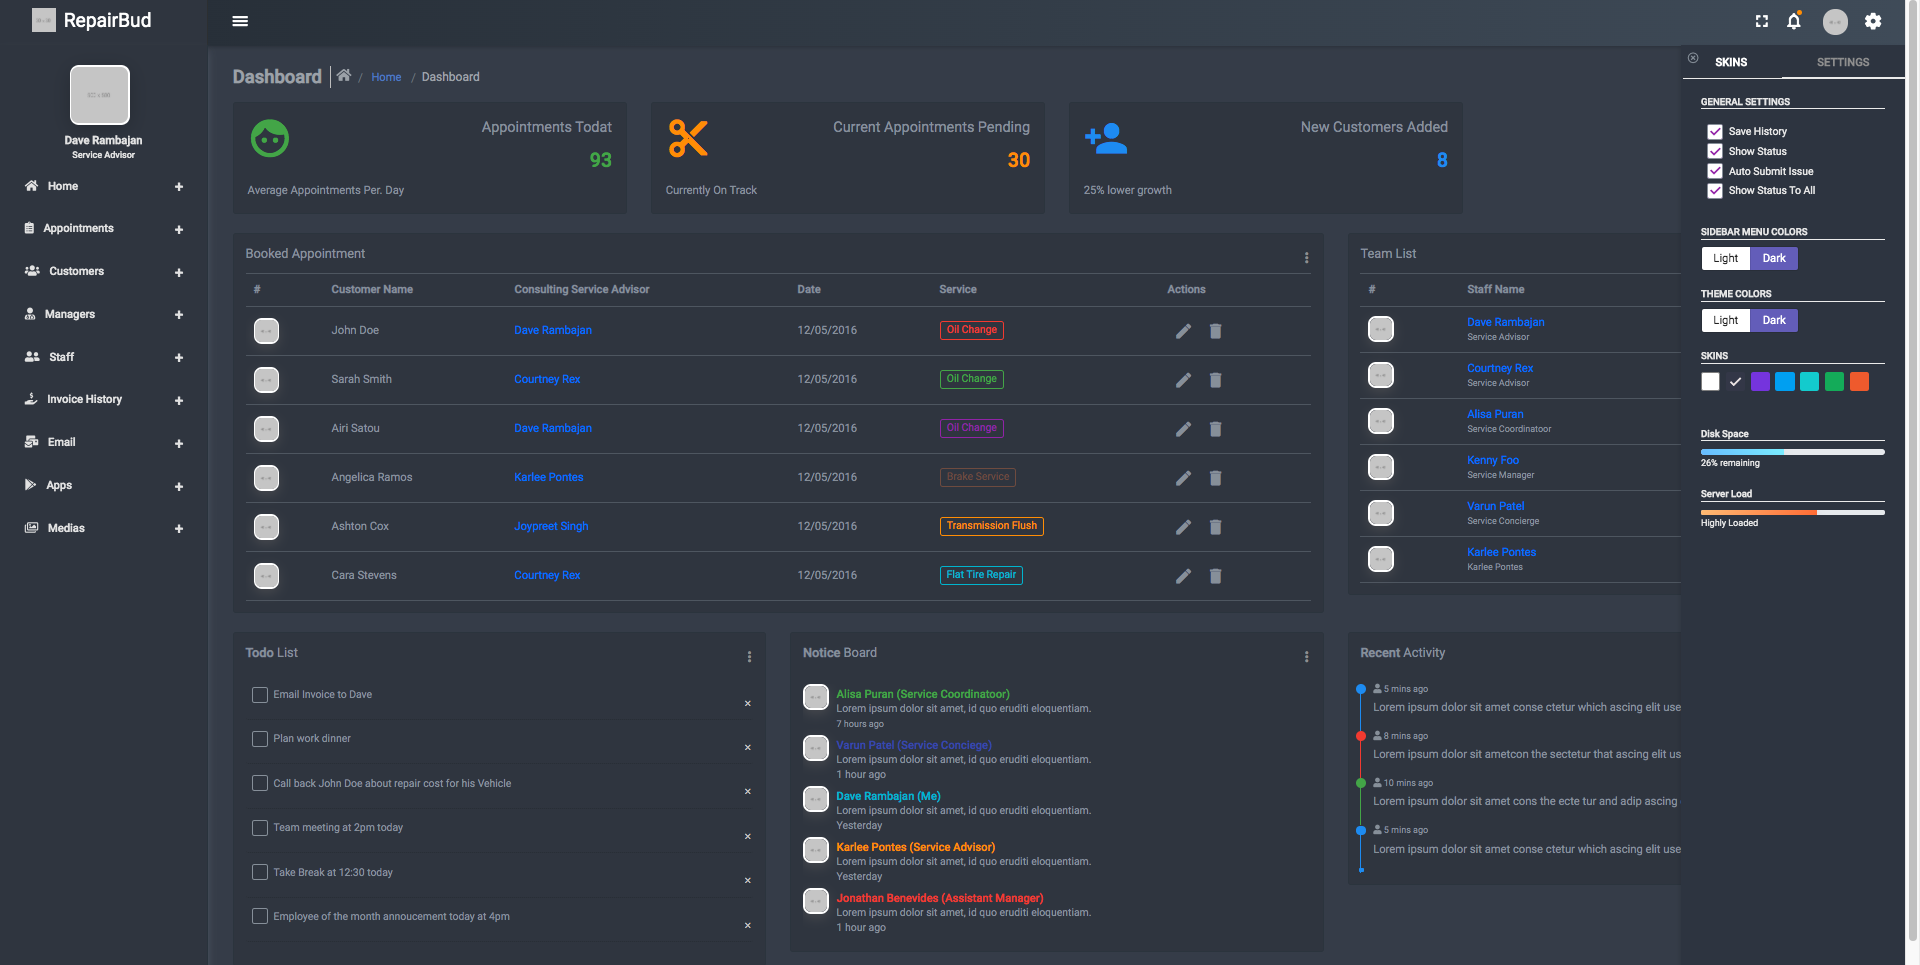 RepairBud
Dave Rambajan
Service Advisor
Home
Appointments
Customers
Managers
Staff
Invoice History
Email
Apps
Medias
Dashboard / Home / Dashboard
Appointments Todat
93
Average Appointments Per. Day
Current Appointments Pending
30
Currently On Track
New Customers Added
8
25% lower growth
Booked Appointment
# Customer Name Consulting Service Advisor Date Service Actions
John Doe Dave Rambajan 12/05/2016 Oil Change
Sarah Smith Courtney Rex 12/05/2016 Oil Change
Airi Satou Dave Rambajan 12/05/2016 Oil Change
Angelica Ramos Karlee Pontes 12/05/2016 Brake Service
Ashton Cox Joypreet Singh 12/05/2016 Transmission Flush
Cara Stevens Courtney Rex 12/05/2016 Flat Tire Repair
Team List
# Staff Name
Dave Rambajan
Service Advisor
Courtney Rex
Service Advisor
Alisa Puran
Service Coordinatoor
Kenny Foo
Service Manager
Varun Patel
Service Concierge
Karlee Pontes
Karlee Pontes
Todo List
Email Invoice to Dave
Plan work dinner
Call back John Doe about repair cost for his Vehicle
Team meeting at 2pm today
Take Break at 12:30 today
Employee of the month annoucement today at 4pm
Notice Board
Alisa Puran (Service Coordinatoor)
Lorem ipsum dolor sit amet, id quo eruditi eloquentiam.
7 hours ago
Varun Patel (Service Conciege)
Lorem ipsum dolor sit amet, id quo eruditi eloquentiam.
1 hour ago
Dave Rambajan (Me)
Lorem ipsum dolor sit amet, id quo eruditi eloquentiam.
Yesterday
Karlee Pontes (Service Advisor)
Lorem ipsum dolor sit amet, id quo eruditi eloquentiam.
Yesterday
Jonathan Benevides (Assistant Manager)
Lorem ipsum dolor sit amet, id quo eruditi eloquentiam.
1 hour ago
Recent Activity
5 mins ago
Lorem ipsum dolor sit amet conse ctetur which ascing elit use
8 mins ago
Lorem ipsum dolor sit ametcon the sectetur that ascing elit us
10 mins ago
Lorem ipsum dolor sit amet cons the ecte tur and adip ascing
5 mins ago
Lorem ipsum dolor sit amet conse ctetur which ascing elit use
SKINS SETTINGS
GENERAL SETTINGS
Save History
Show Status
Auto Submit Issue
Show Status To All
SIDEBAR MENU COLORS
Light Dark
THEME COLORS
Light Dark
SKINS
Disk Space
26% remaining
Server Load
Highly Loaded